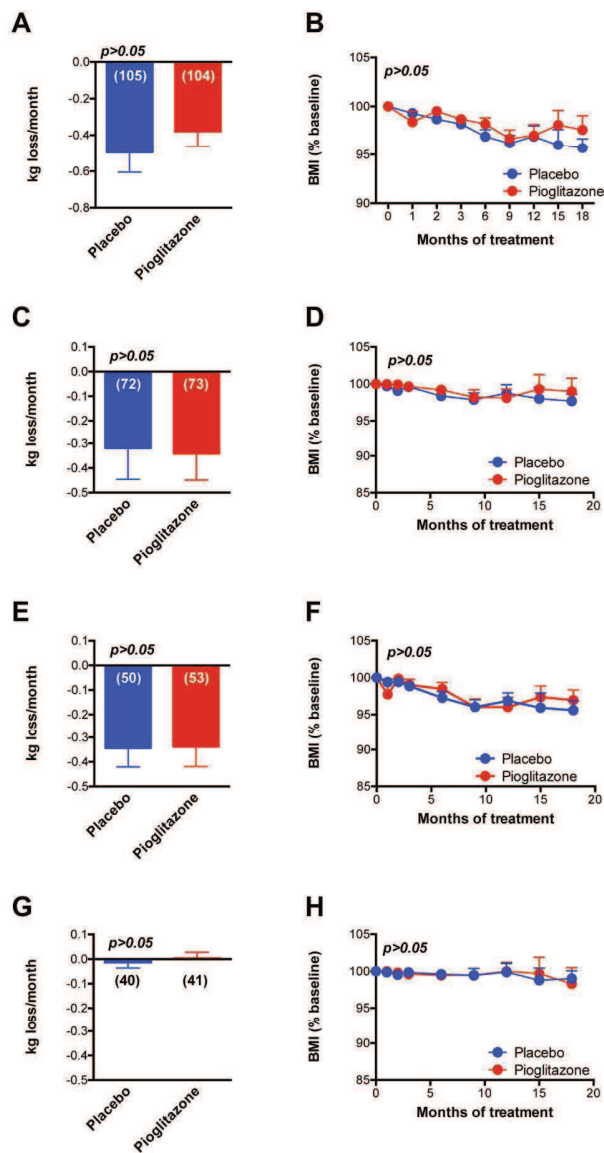 A
p>0.05
0.0
-0.2
-0.4
-0.6
-0.8
kg loss/month
(105)
(104)
Placebo
Pioglitazone
B
p>0.05
105
100
95
90
BMI (% baseline)
Placebo
Pioglitazone
0 1 2 3 6 9 12 15 18
Months of treatment
C
p>0.05
0.1
0.0
-0.1
-0.2
-0.3
-0.4
-0.5
kg loss/month
(72)
(73)
Placebo
Pioglitazone
D
p>0.05
105
100
95
90
85
BMI (% baseline)
Placebo
Pioglitazone
0 5 10 15 20
Months of treatment
E
p>0.05
0.1
0.0
-0.1
-0.2
-0.3
-0.4
-0.5
kg lcss/month
(50)
(53)
Placebo
Pioglitazone
F
p>0.05
105
100
95
90
85
BMI (% baseline)
Placebo
Pioglitazone
0 5 10 15 20
Months of treatment
G
p>0.05
0.1
0.0
-0.1
-0.2
-0.3
-0.4
-0.5
kg loss/month
(40)
(41)
Placebo
Pioglitazone
H
p>0.05
105
100
95
90
85
BMI (% baseline)
Placebo
Pioglitazone
0 5 10 15 20
Months of treatment